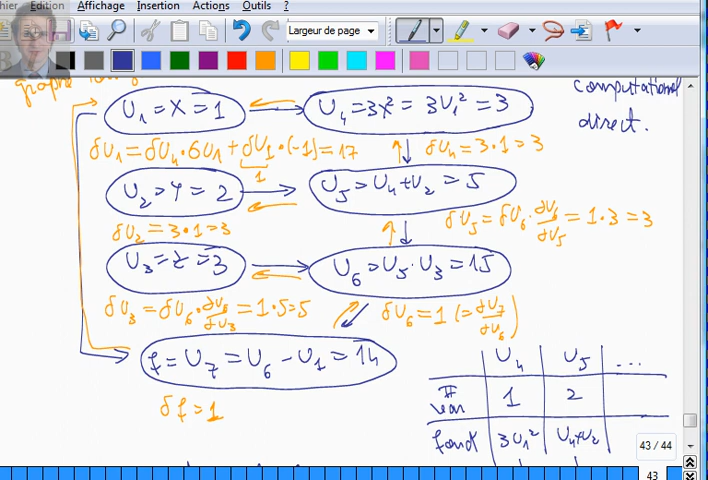 hier Edition Affichage Insertion Actions Outils ?
Largeur de page
graphe
computational
direct.
U1 = X = 1
U4 = 3x² = 3U1² = 3
δU1 = δU4 · 6U1 + δU1 · (-1) = 17
1
δU4 = 3·1 = 3
U2 = Y = 2
U5 = U4 + U2 = 5
δU2 = 3·1 = 3
δU5 = δU6 · ∂U6/∂U5 = 1·3 = 3
U3 = z = 3
U6 = U5 · U3 = 15
δU3 = δU6 · ∂U6/∂U3 = 1·5 = 5
δU6 = 1 (= ∂U7/∂U6)
f = U7 = U6 - U1 = 14
δf = 1
U4 U5 ...
# var 1 2
fonct 3U1² U4+U2
43 / 44
43